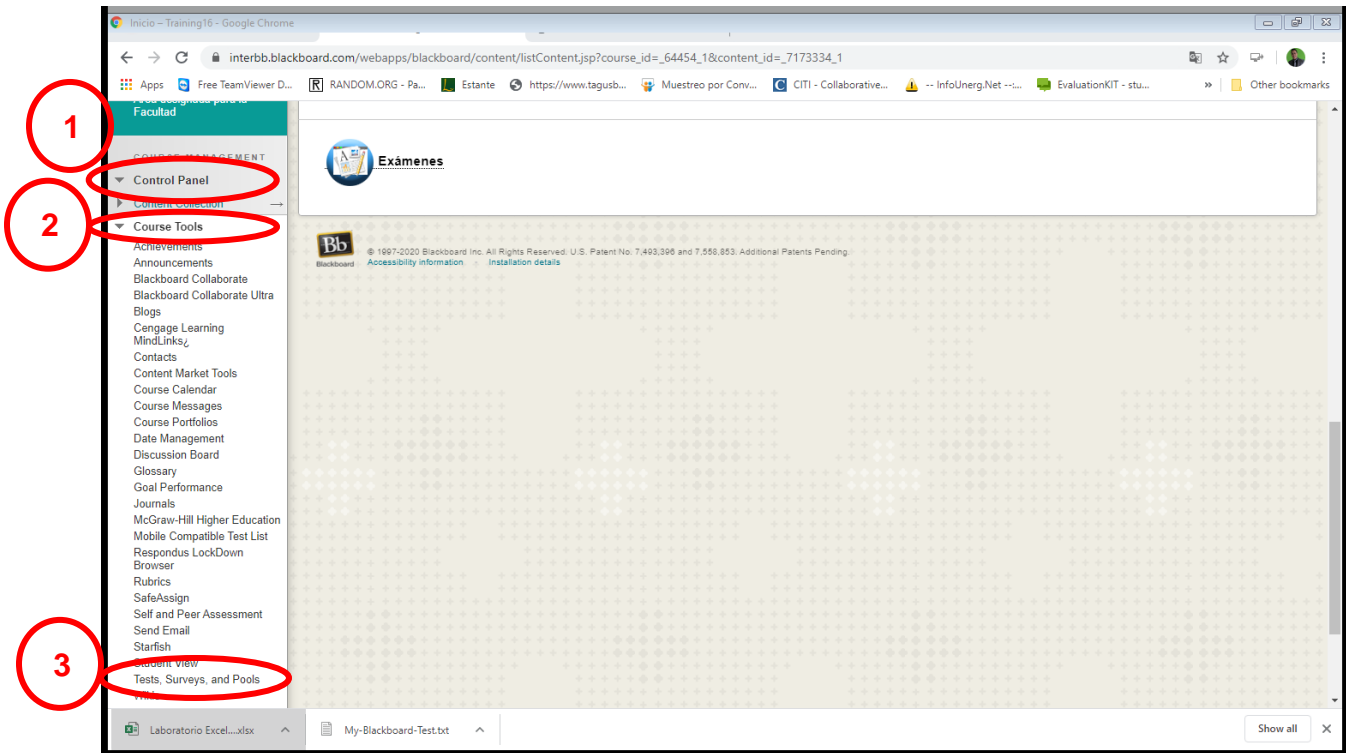 Inicio – Training16 - Google Chrome
interbb.blackboard.com/webapps/blackboard/content/listContent.jsp?course_id=_64454_1&content_id=_7173334_1
Apps Free TeamViewer D... RANDOM.ORG - Pa... Estante https://www.tagusb... Muestreo por Conv... CITI - Collaborative... -- InfoUnerg.Net --:... EvaluationKIT - stu... » Other bookmarks
Área designada para la
Facultad
1
COURSE MANAGEMENT
Control Panel
Content Collection
2
Course Tools
Achievements
Announcements
Blackboard Collaborate
Blackboard Collaborate Ultra
Blogs
Cengage Learning
MindLinks¿
Contacts
Content Market Tools
Course Calendar
Course Messages
Course Portfolios
Date Management
Discussion Board
Glossary
Goal Performance
Journals
McGraw-Hill Higher Education
Mobile Compatible Test List
Respondus LockDown
Browser
Rubrics
SafeAssign
Self and Peer Assessment
Send Email
Starfish
Student View
3
Tests, Surveys, and Pools
Exámenes
Bb
Blackboard
© 1997-2020 Blackboard Inc. All Rights Reserved. U.S. Patent No. 7,493,396 and 7,558,853. Additional Patents Pending.
Accessibility information · Installation details
Laboratorio Excel....xlsx
My-Blackboard-Test.txt
Show all